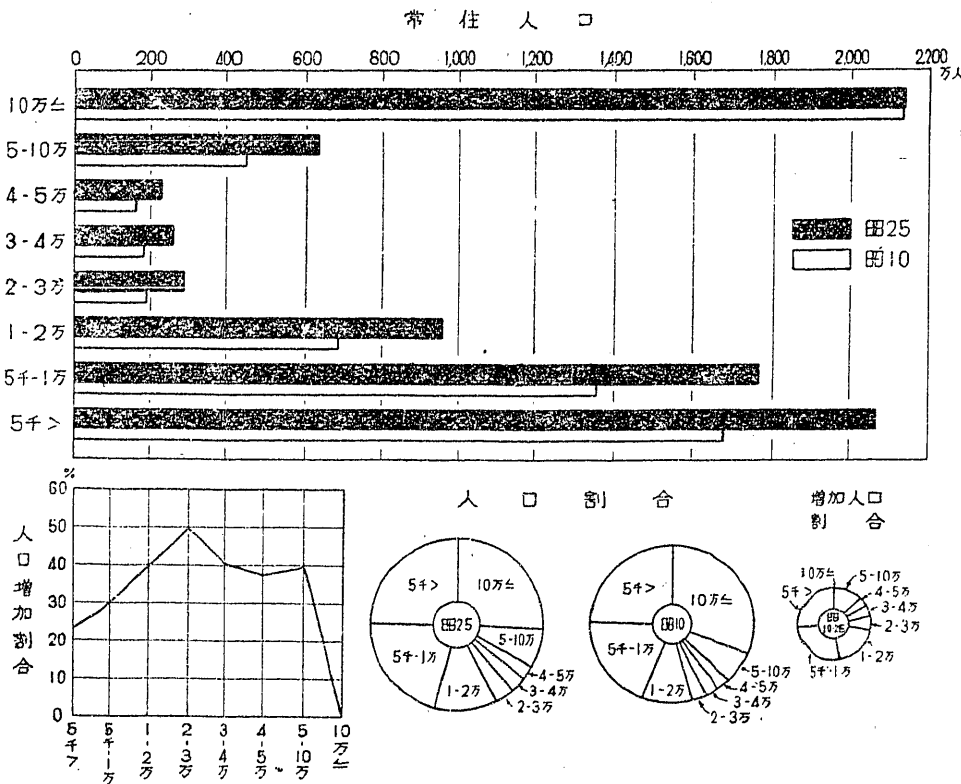 常住人口
0 200 400 600 800 1,000 1,200 1,400 1,600 1,800 2,000 2,200
万人
10万≦
5-10万
4-5万
3-4万
2-3万
1-2万
5千-1万
5千>
昭25
昭10
%
60
50
40
30
20
10
0
人口増加割合
5千>
5千-1万
1-2万
2-3万
3-4万
4-5万
5-10万
10万≦
人口割合
昭25
10万≦
5-10万
4-5万
3-4万
2-3万
1-2万
5千-1万
5千>
昭10
10万≦
5-10万
4-5万
3-4万
2-3万
1-2万
5千-1万
5千>
増加人口
割合
昭
10-25
10万≦
5-10万
4-5万
3-4万
2-3万
1-2万
5千-1万
5千>